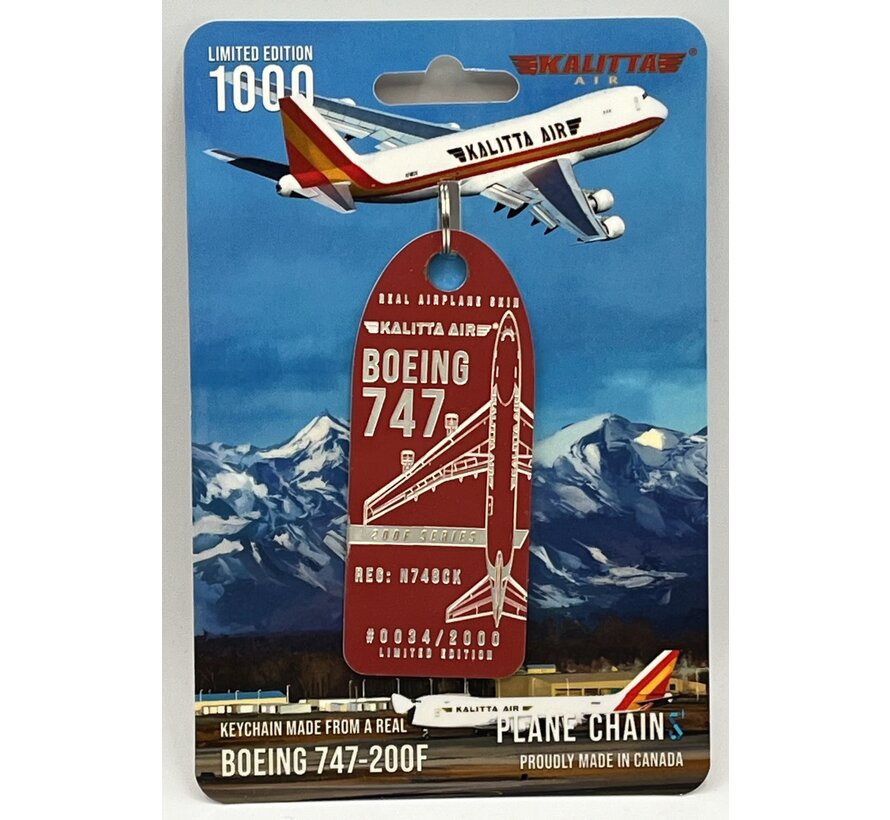 LIMITED EDITION
1000
KALITTA®
AIR
KALITTA AIR
REAL AIRPLANE SKIN
KALITTA AIR®
BOEING
747
200F SERIES
REG: N748CK
#0034/2000
LIMITED EDITION
KALITTA AIR
KEYCHAIN MADE FROM A REAL
BOEING 747-200F
PLANE CHAINS
PROUDLY MADE IN CANADA